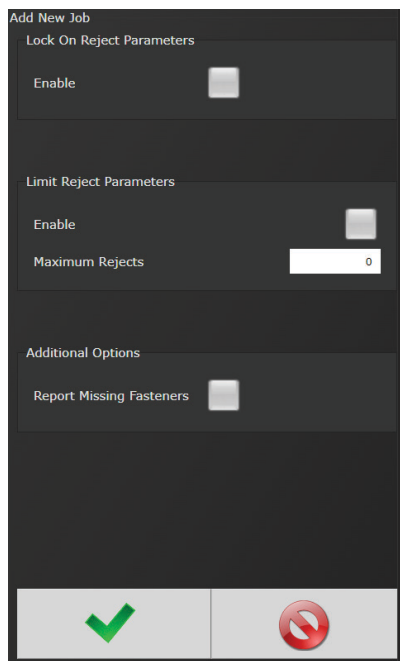 Add New Job
Lock On Reject Parameters
Enable
Limit Reject Parameters
Enable
Maximum Rejects 0
Additional Options
Report Missing Fasteners